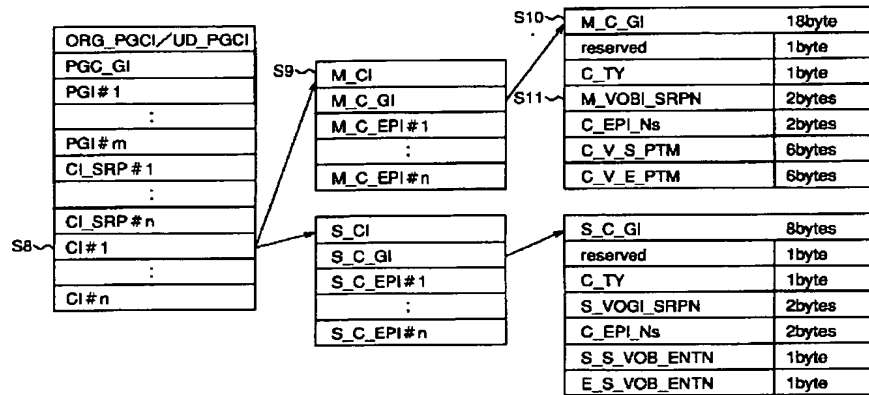 ORG_PGCI/UD_PGCI
PGC_GI
PGI#1
:
PGI#m
CI_SRP#1
:
CI_SRP#n
S8 CI#1
:
CI#n
S9 M_CI
M_C_GI
M_C_EPI#1
:
M_C_EPI#n
S_CI
S_C_GI
S_C_EPI#1
:
S_C_EPI#n
S10 M_C_GI 18byte
reserved 1byte
C_TY 1byte
S11 M_VOBI_SRPN 2bytes
C_EPI_Ns 2bytes
C_V_S_PTM 6bytes
C_V_E_PTM 6bytes
S_C_GI 8bytes
reserved 1byte
C_TY 1byte
S_VOGI_SRPN 2bytes
C_EPI_Ns 2bytes
S_S_VOB_ENTN 1byte
E_S_VOB_ENTN 1byte